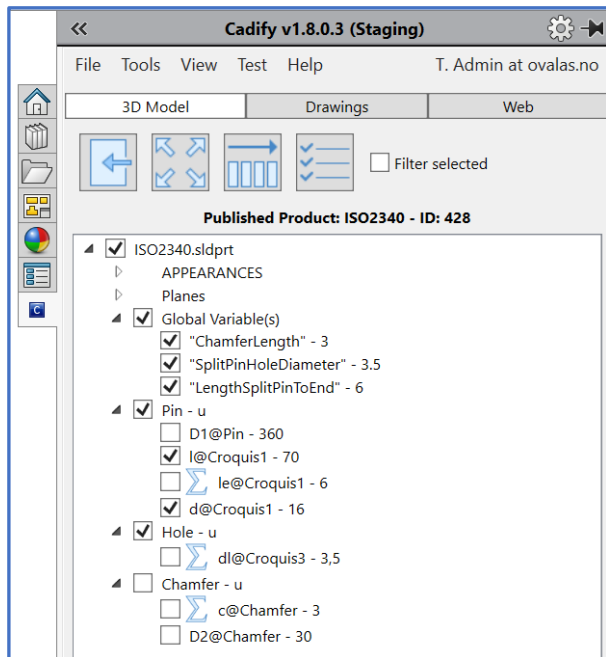 Cadify v1.8.0.3 (Staging)
File Tools View Test Help T. Admin at ovalas.no
3D Model Drawings Web
Filter selected
Published Product: ISO2340 - ID: 428
ISO2340.sldprt
APPEARANCES
Planes
Global Variable(s)
"ChamferLength" - 3
"SplitPinHoleDiameter" - 3.5
"LengthSplitPinToEnd" - 6
Pin - u
D1@Pin - 360
l@Croquis1 - 70
∑ le@Croquis1 - 6
d@Croquis1 - 16
Hole - u
∑ dl@Croquis3 - 3,5
Chamfer - u
∑ c@Chamfer - 3
D2@Chamfer - 30
C